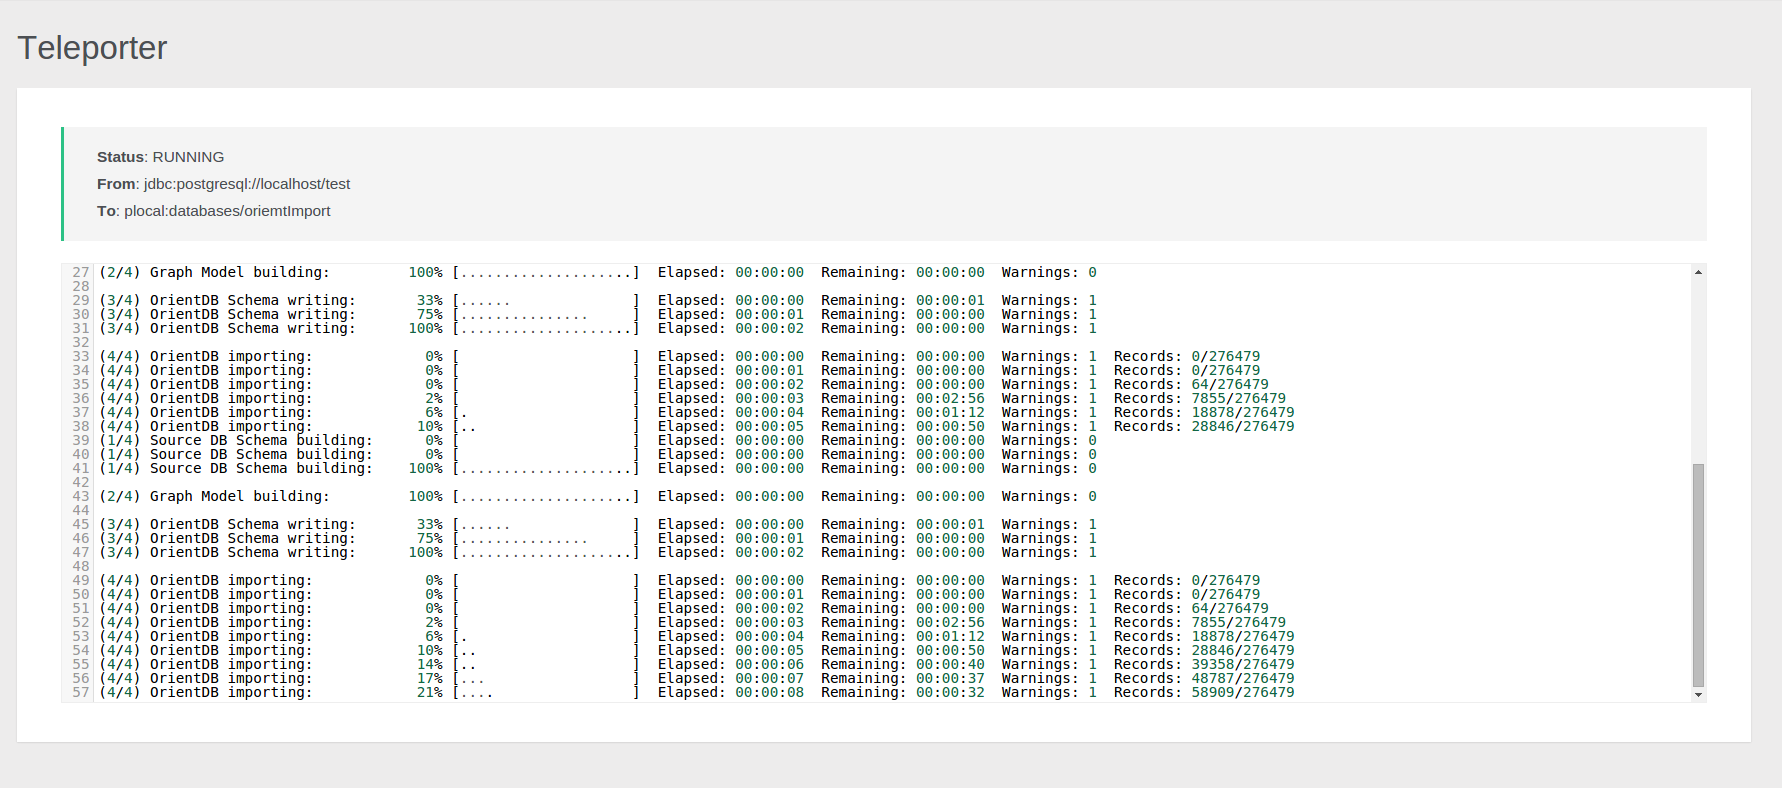 Teleporter
Status: RUNNING
From: jdbc:postgresql://localhost/test
To: plocal:databases/oriemtImport
27 (2/4) Graph Model building: 100% [....................] Elapsed: 00:00:00 Remaining: 00:00:00 Warnings: 0
28
29 (3/4) OrientDB Schema writing: 33% [...... ] Elapsed: 00:00:00 Remaining: 00:00:01 Warnings: 1
30 (3/4) OrientDB Schema writing: 75% [............... ] Elapsed: 00:00:01 Remaining: 00:00:00 Warnings: 1
31 (3/4) OrientDB Schema writing: 100% [....................] Elapsed: 00:00:02 Remaining: 00:00:00 Warnings: 1
32
33 (4/4) OrientDB importing: 0% [ ] Elapsed: 00:00:00 Remaining: 00:00:00 Warnings: 1 Records: 0/276479
34 (4/4) OrientDB importing: 0% [ ] Elapsed: 00:00:01 Remaining: 00:00:00 Warnings: 1 Records: 0/276479
35 (4/4) OrientDB importing: 0% [ ] Elapsed: 00:00:02 Remaining: 00:00:00 Warnings: 1 Records: 64/276479
36 (4/4) OrientDB importing: 2% [ ] Elapsed: 00:00:03 Remaining: 00:02:56 Warnings: 1 Records: 7855/276479
37 (4/4) OrientDB importing: 6% [. ] Elapsed: 00:00:04 Remaining: 00:01:12 Warnings: 1 Records: 18878/276479
38 (4/4) OrientDB importing: 10% [.. ] Elapsed: 00:00:05 Remaining: 00:00:50 Warnings: 1 Records: 28846/276479
39 (1/4) Source DB Schema building: 0% [ ] Elapsed: 00:00:00 Remaining: 00:00:00 Warnings: 0
40 (1/4) Source DB Schema building: 0% [ ] Elapsed: 00:00:00 Remaining: 00:00:00 Warnings: 0
41 (1/4) Source DB Schema building: 100% [....................] Elapsed: 00:00:00 Remaining: 00:00:00 Warnings: 0
42
43 (2/4) Graph Model building: 100% [....................] Elapsed: 00:00:00 Remaining: 00:00:00 Warnings: 0
44
45 (3/4) OrientDB Schema writing: 33% [...... ] Elapsed: 00:00:00 Remaining: 00:00:01 Warnings: 1
46 (3/4) OrientDB Schema writing: 75% [............... ] Elapsed: 00:00:01 Remaining: 00:00:00 Warnings: 1
47 (3/4) OrientDB Schema writing: 100% [....................] Elapsed: 00:00:02 Remaining: 00:00:00 Warnings: 1
48
49 (4/4) OrientDB importing: 0% [ ] Elapsed: 00:00:00 Remaining: 00:00:00 Warnings: 1 Records: 0/276479
50 (4/4) OrientDB importing: 0% [ ] Elapsed: 00:00:01 Remaining: 00:00:00 Warnings: 1 Records: 0/276479
51 (4/4) OrientDB importing: 0% [ ] Elapsed: 00:00:02 Remaining: 00:00:00 Warnings: 1 Records: 64/276479
52 (4/4) OrientDB importing: 2% [ ] Elapsed: 00:00:03 Remaining: 00:02:56 Warnings: 1 Records: 7855/276479
53 (4/4) OrientDB importing: 6% [. ] Elapsed: 00:00:04 Remaining: 00:01:12 Warnings: 1 Records: 18878/276479
54 (4/4) OrientDB importing: 10% [.. ] Elapsed: 00:00:05 Remaining: 00:00:50 Warnings: 1 Records: 28846/276479
55 (4/4) OrientDB importing: 14% [.. ] Elapsed: 00:00:06 Remaining: 00:00:40 Warnings: 1 Records: 39358/276479
56 (4/4) OrientDB importing: 17% [... ] Elapsed: 00:00:07 Remaining: 00:00:37 Warnings: 1 Records: 48787/276479
57 (4/4) OrientDB importing: 21% [.... ] Elapsed: 00:00:08 Remaining: 00:00:32 Warnings: 1 Records: 58909/276479